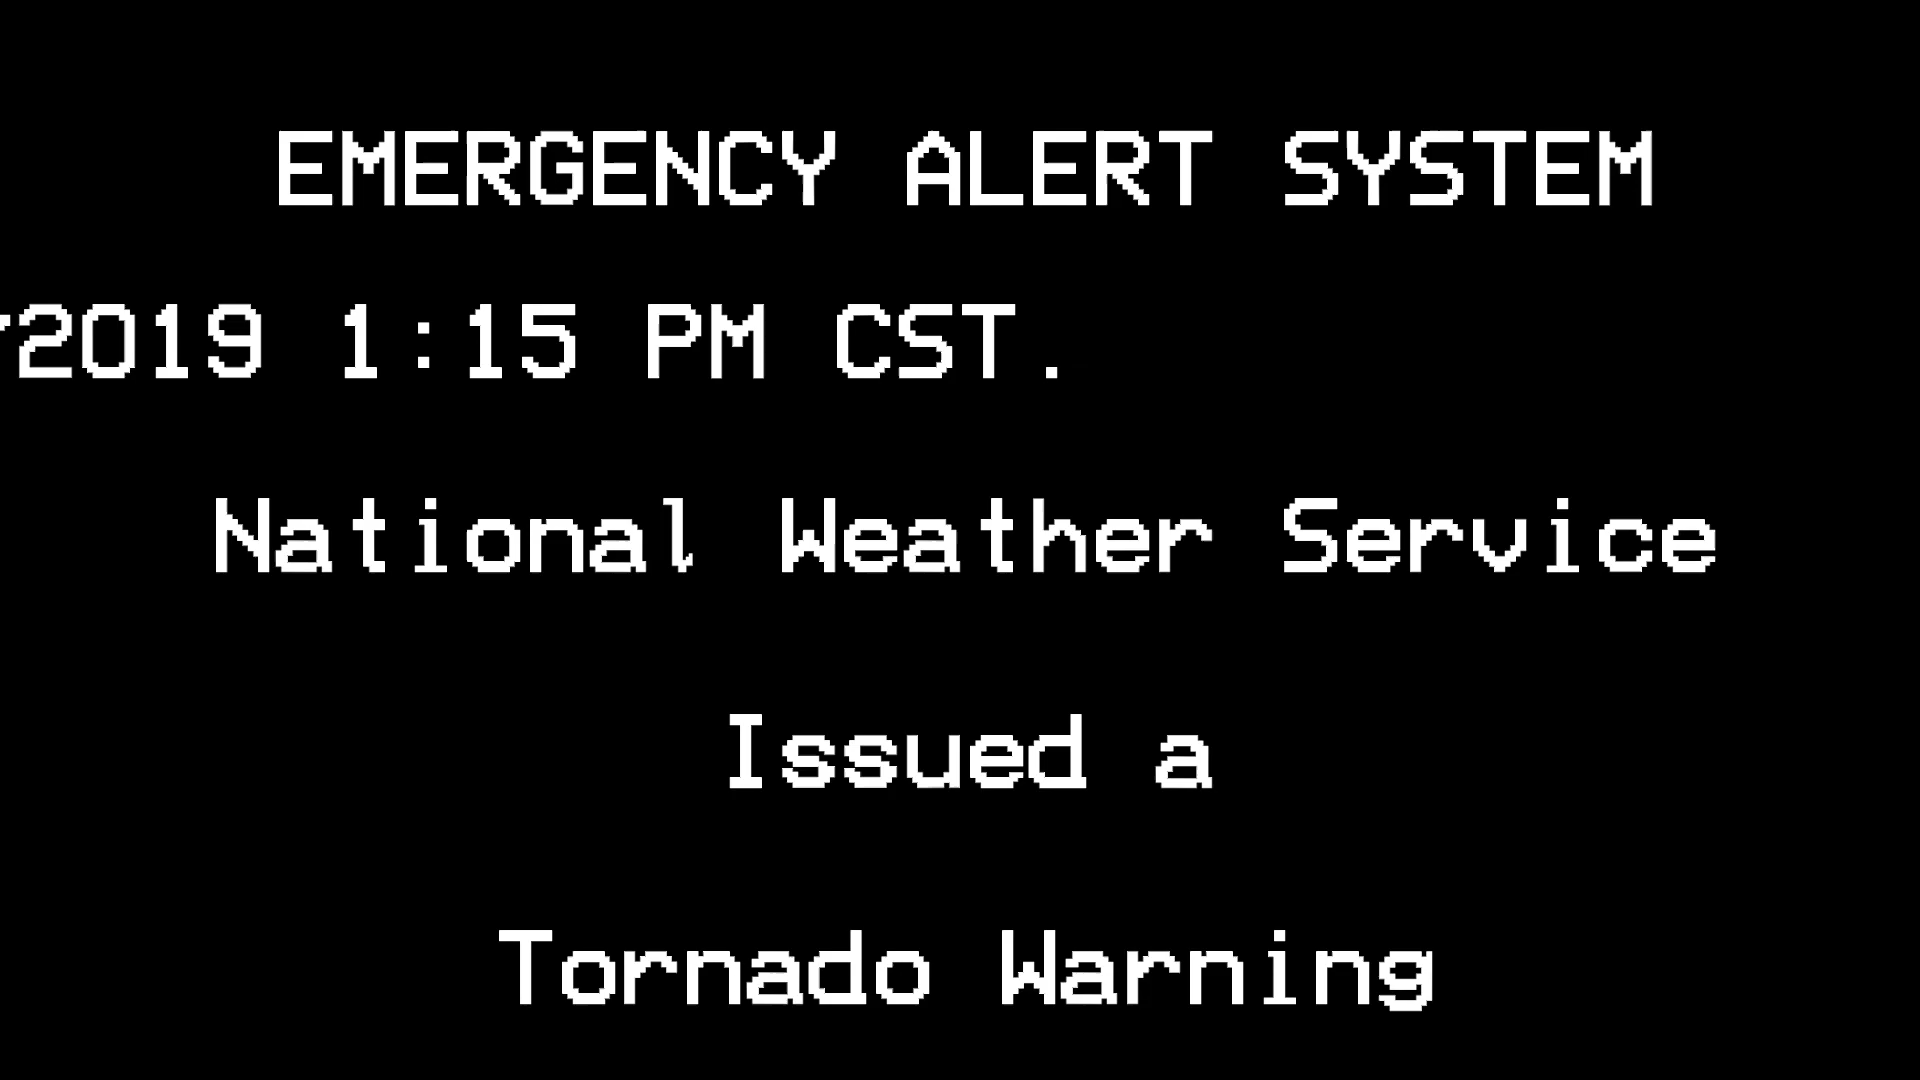 EMERGENCY ALERT SYSTEM
/2019 1:15 PM CST.
National Weather Service
Issued a
Tornado Warning